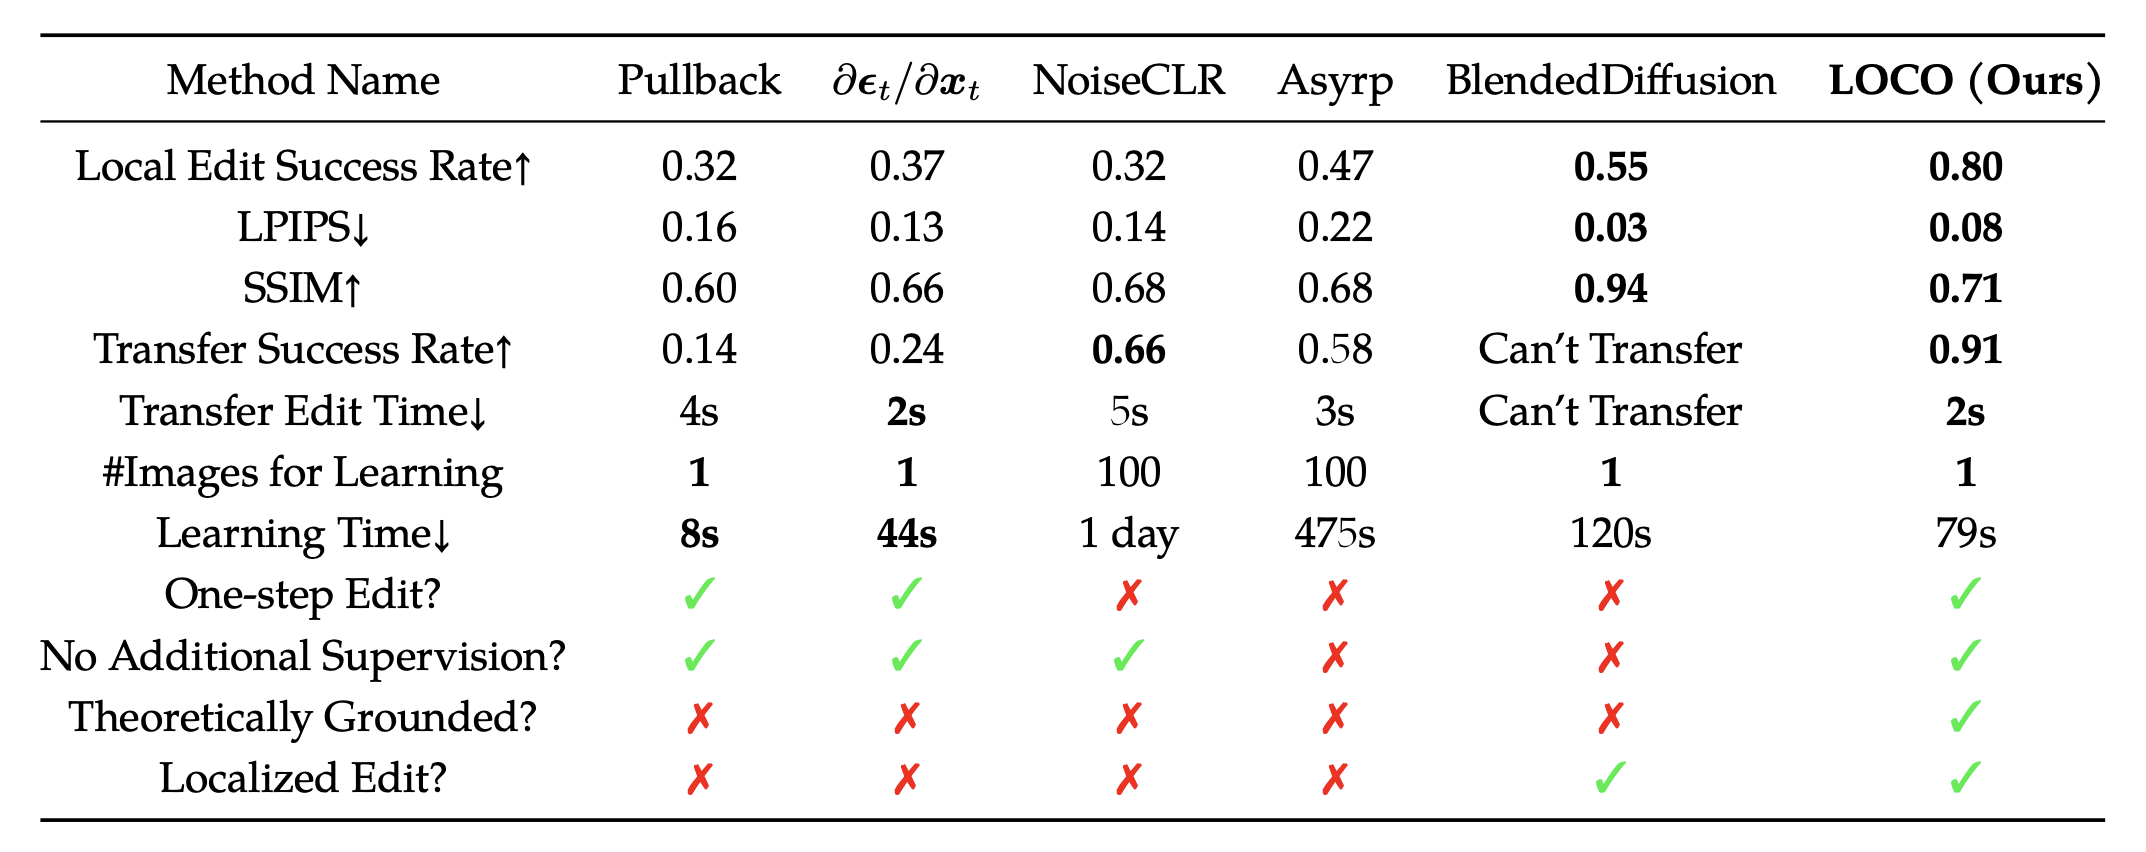 Method Name Pullback ∂ϵₜ/∂xₜ NoiseCLR Asyrp BlendedDiffusion LOCO (Ours)
Local Edit Success Rate↑ 0.32 0.37 0.32 0.47 0.55 0.80
LPIPS↓ 0.16 0.13 0.14 0.22 0.03 0.08
SSIM↑ 0.60 0.66 0.68 0.68 0.94 0.71
Transfer Success Rate↑ 0.14 0.24 0.66 0.58 Can’t Transfer 0.91
Transfer Edit Time↓ 4s 2s 5s 3s Can’t Transfer 2s
#Images for Learning 1 1 100 100 1 1
Learning Time↓ 8s 44s 1 day 475s 120s 79s
One-step Edit? ✓ ✓ ✗ ✗ ✗ ✓
No Additional Supervision? ✓ ✓ ✓ ✗ ✗ ✓
Theoretically Grounded? ✗ ✗ ✗ ✗ ✗ ✓
Localized Edit? ✗ ✗ ✗ ✗ ✓ ✓